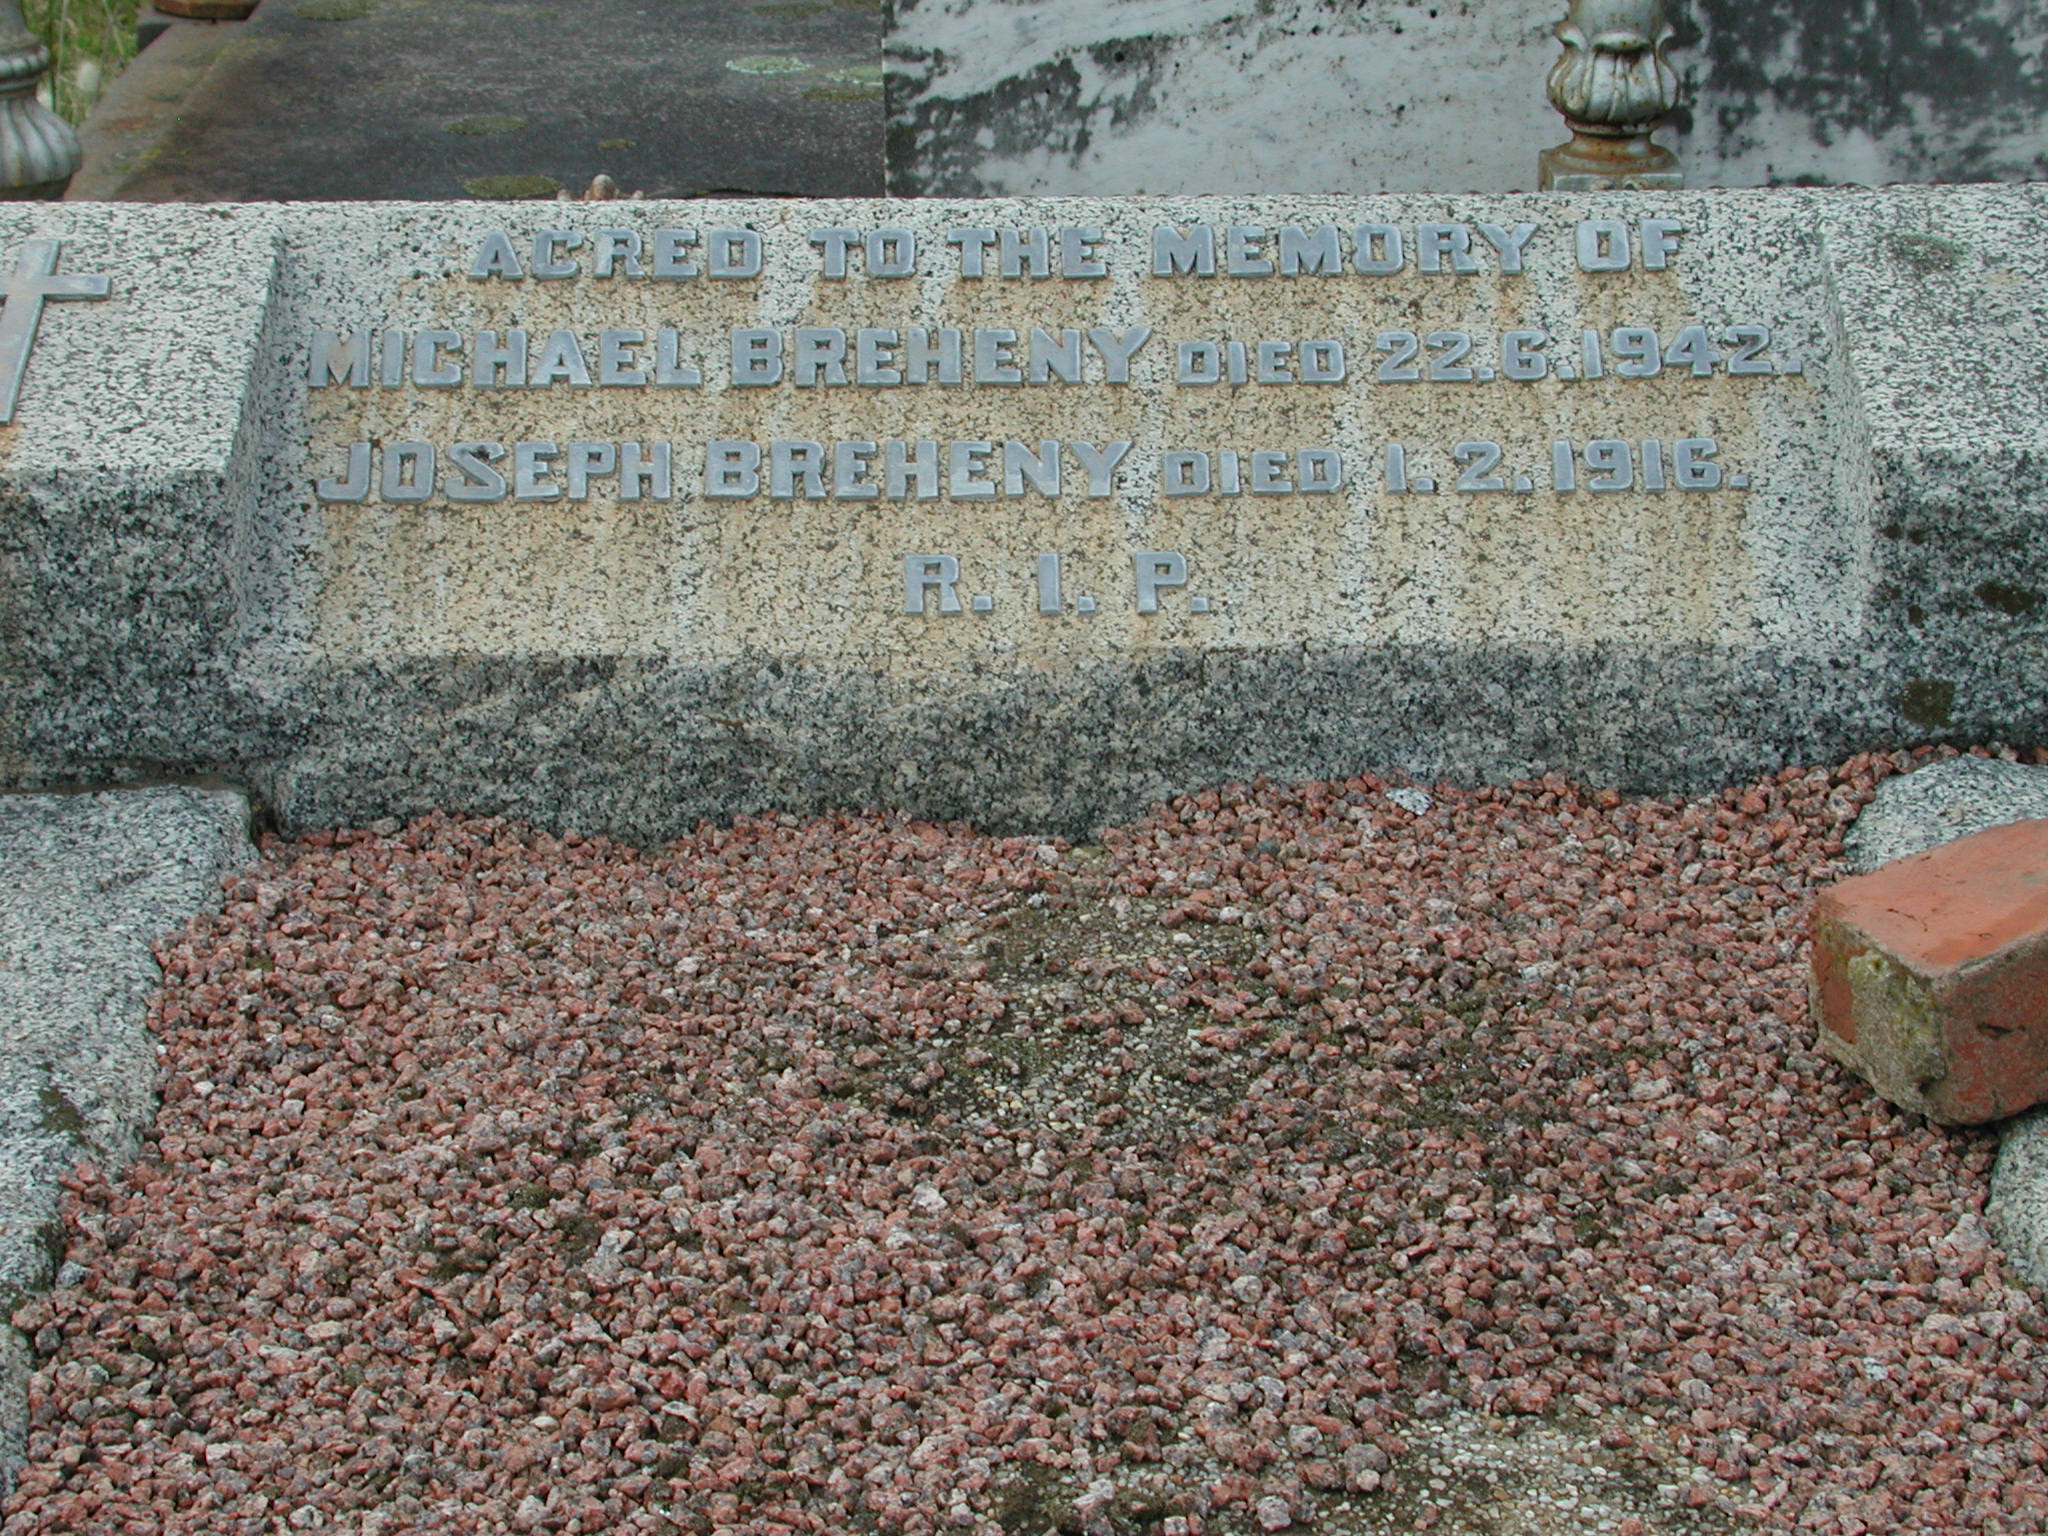 ACRED TO THE MEMORY OF
MICHAEL BREHENY DIED 22.6.1942.
JOSEPH BREHENY DIED 1.2.1916.
R.I.P.